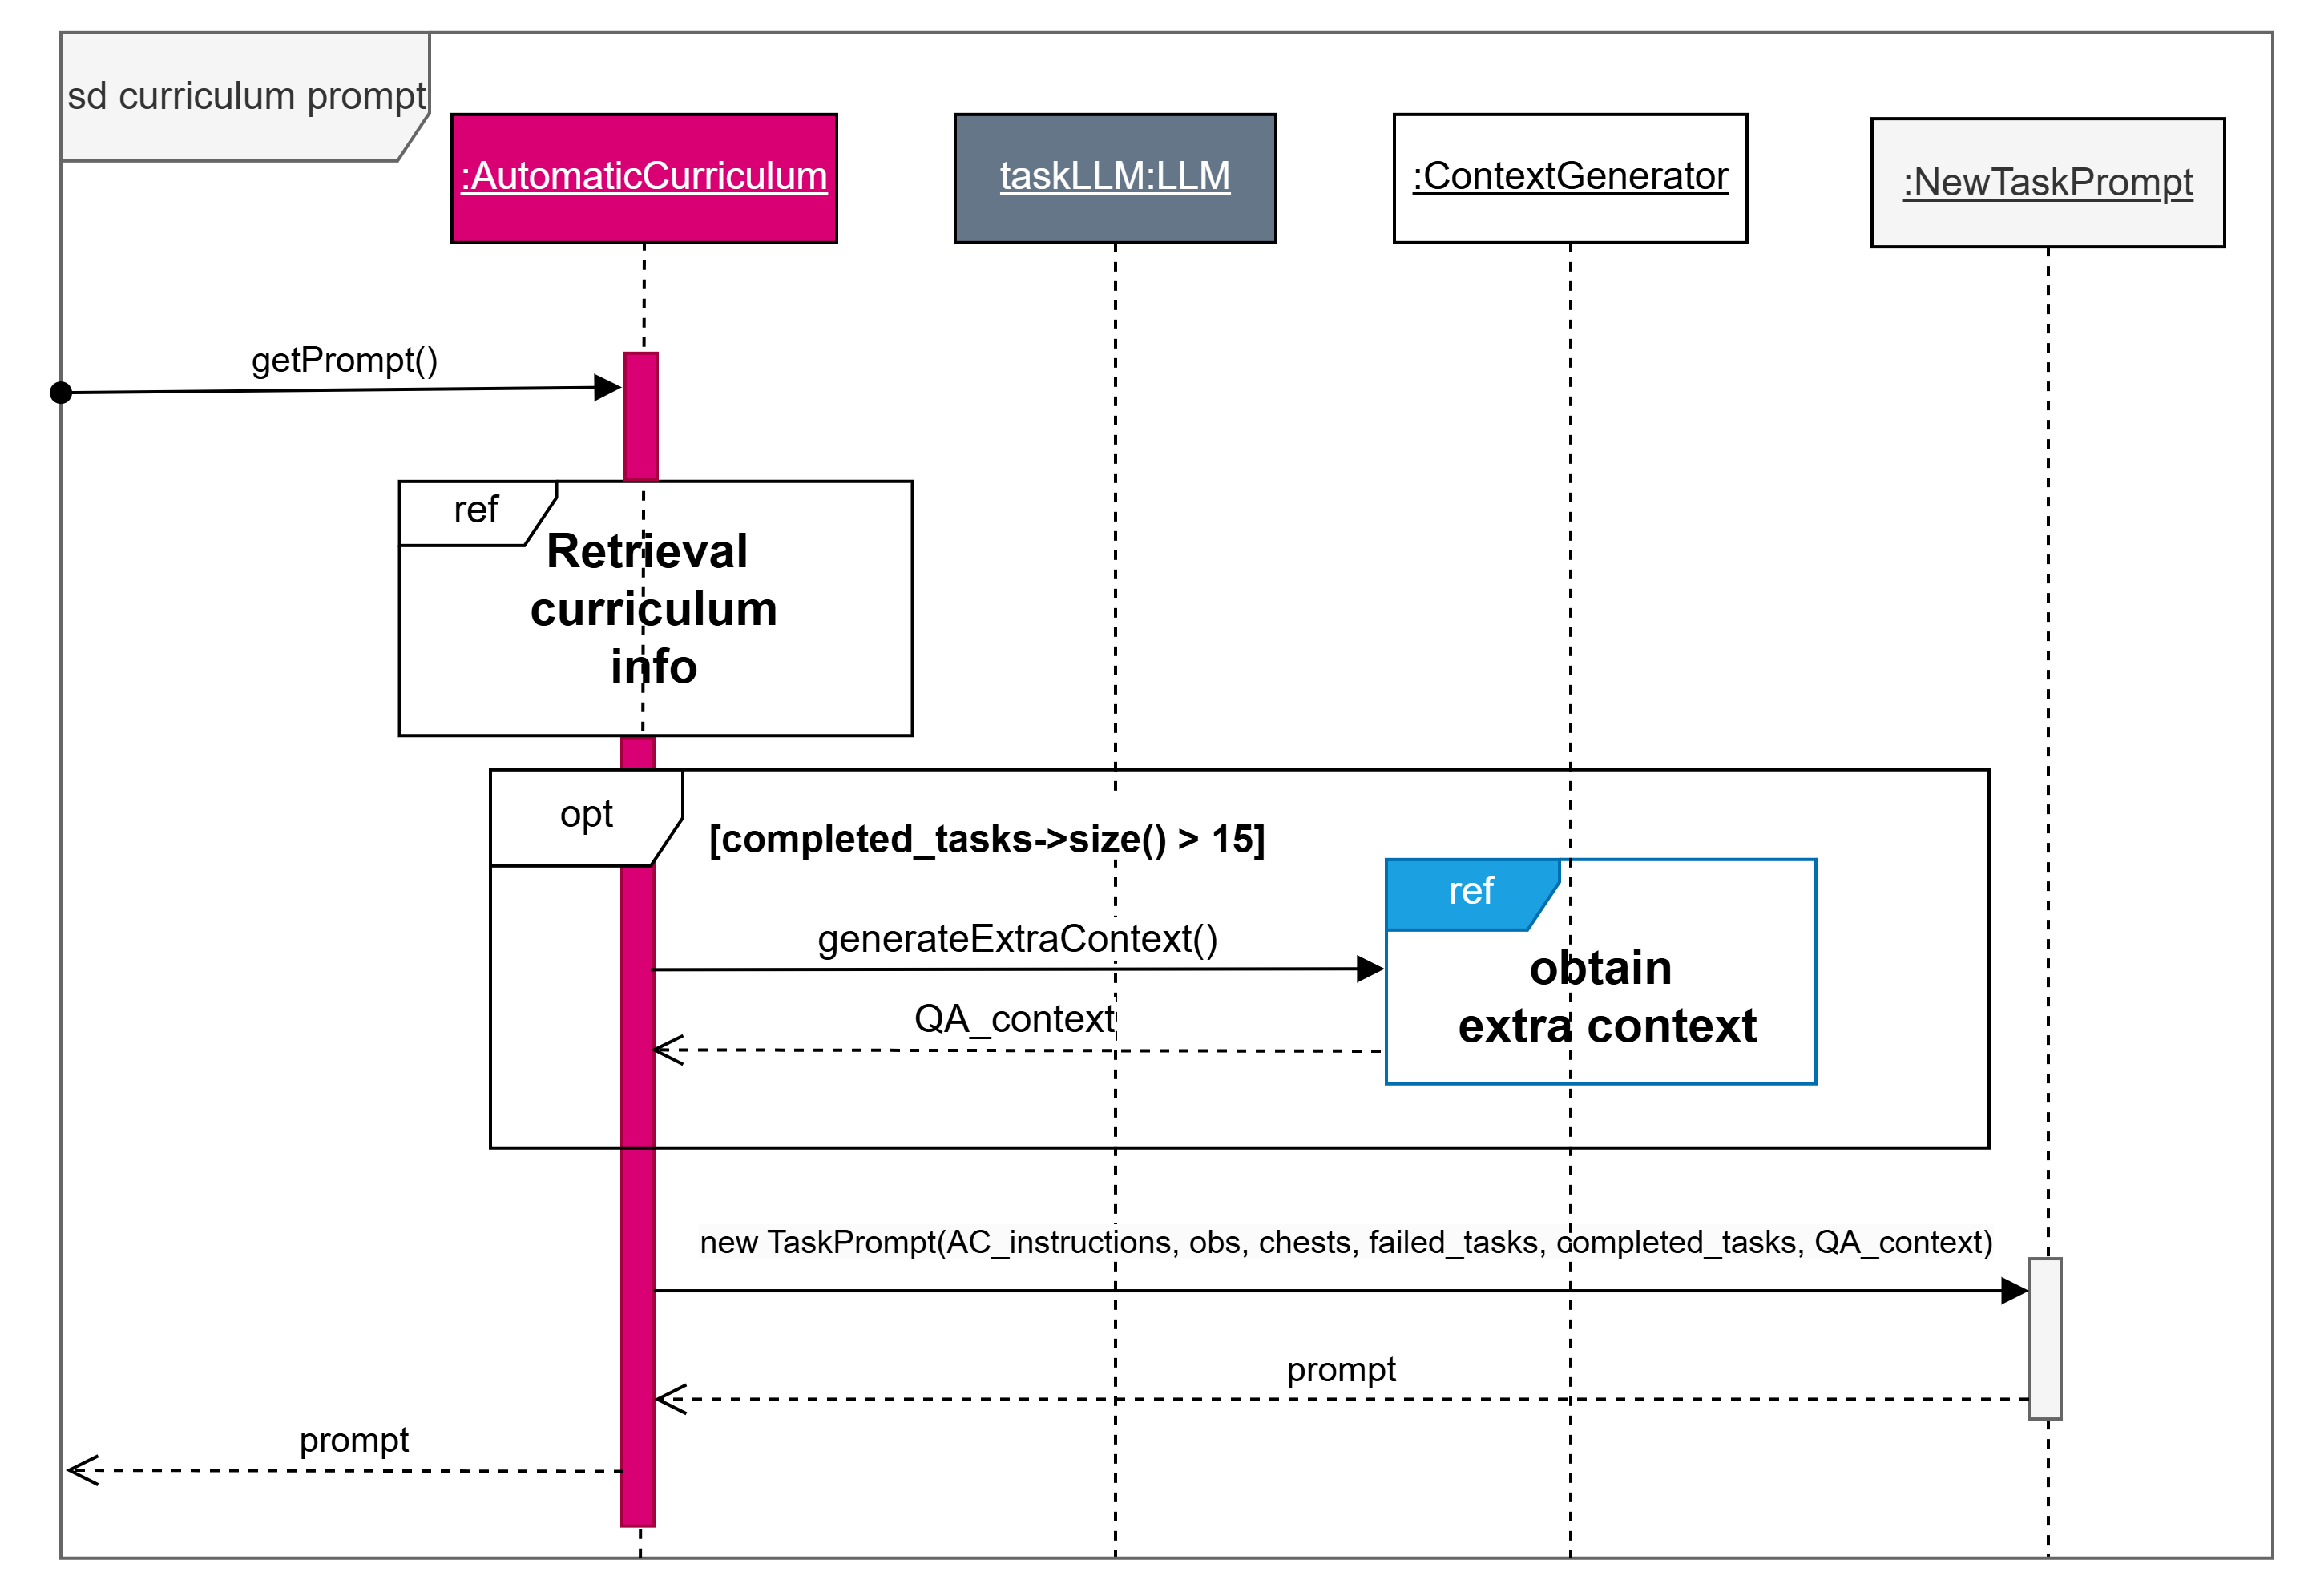 sd curriculum prompt
:AutomaticCurriculum
taskLLM:LLM
:ContextGenerator
:NewTaskPrompt
getPrompt()
ref
Retrieval
curriculum
info
opt
[completed_tasks->size() > 15]
ref
generateExtraContext()
obtain
extra context
QA_context
new TaskPrompt(AC_instructions, obs, chests, failed_tasks, completed_tasks, QA_context)
prompt
prompt